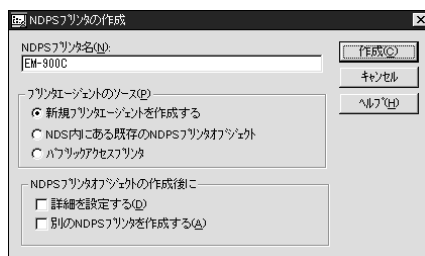 NDPSプリンタの作成
NDPSプリンタ名(N):
EM-900C
プリンタエージェントのソース(P)
新規プリンタエージェントを作成する
NDS内にある既存のNDPSプリンタオブジェクト
パブリックアクセスプリンタ
NDPSプリンタオブジェクトの作成後に
詳細を設定する(D)
別のNDPSプリンタを作成する(A)
作成(C)
キャンセル
ヘルプ(H)